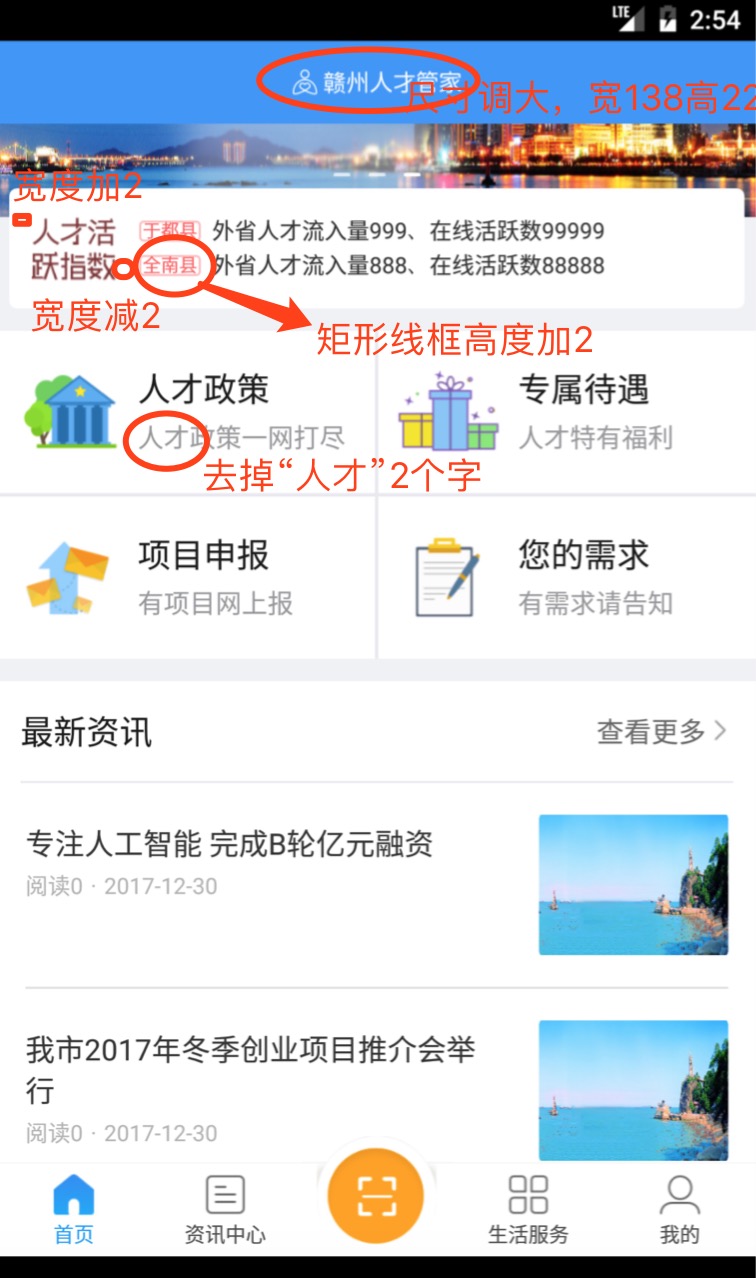 LTE 2:54
赣州人才管家
尺寸调大，宽138高22
宽度加2
人才活
跃指数
于都县 外省人才流入量999、在线活跃数99999
全南县 外省人才流入量888、在线活跃数88888
宽度减2
矩形线框高度加2
人才政策
人才政策一网打尽
专属待遇
人才特有福利
去掉“人才”2个字
项目申报
有项目网上报
您的需求
有需求请告知
最新资讯
查看更多
专注人工智能 完成B轮亿元融资
阅读0 · 2017-12-30
我市2017年冬季创业项目推介会举
行
阅读0 · 2017-12-30
首页
资讯中心
生活服务
我的